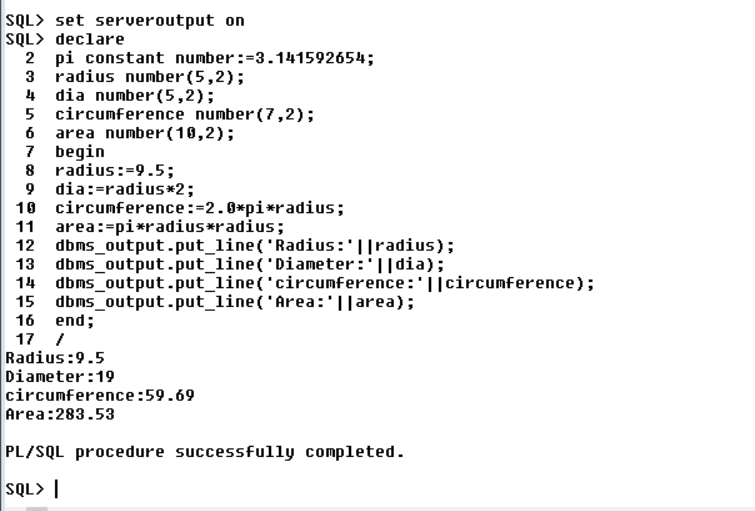 SQL> set serveroutput on
SQL> declare
  2  pi constant number:=3.141592654;
  3  radius number(5,2);
  4  dia number(5,2);
  5  circumference number(7,2);
  6  area number(10,2);
  7  begin
  8  radius:=9.5;
  9  dia:=radius*2;
 10  circumference:=2.0*pi*radius;
 11  area:=pi*radius*radius;
 12  dbms_output.put_line('Radius:'||radius);
 13  dbms_output.put_line('Diameter:'||dia);
 14  dbms_output.put_line('circumference:'||circumference);
 15  dbms_output.put_line('Area:'||area);
 16  end;
 17  /
Radius:9.5
Diameter:19
circumference:59.69
Area:283.53
PL/SQL procedure successfully completed.
SQL>